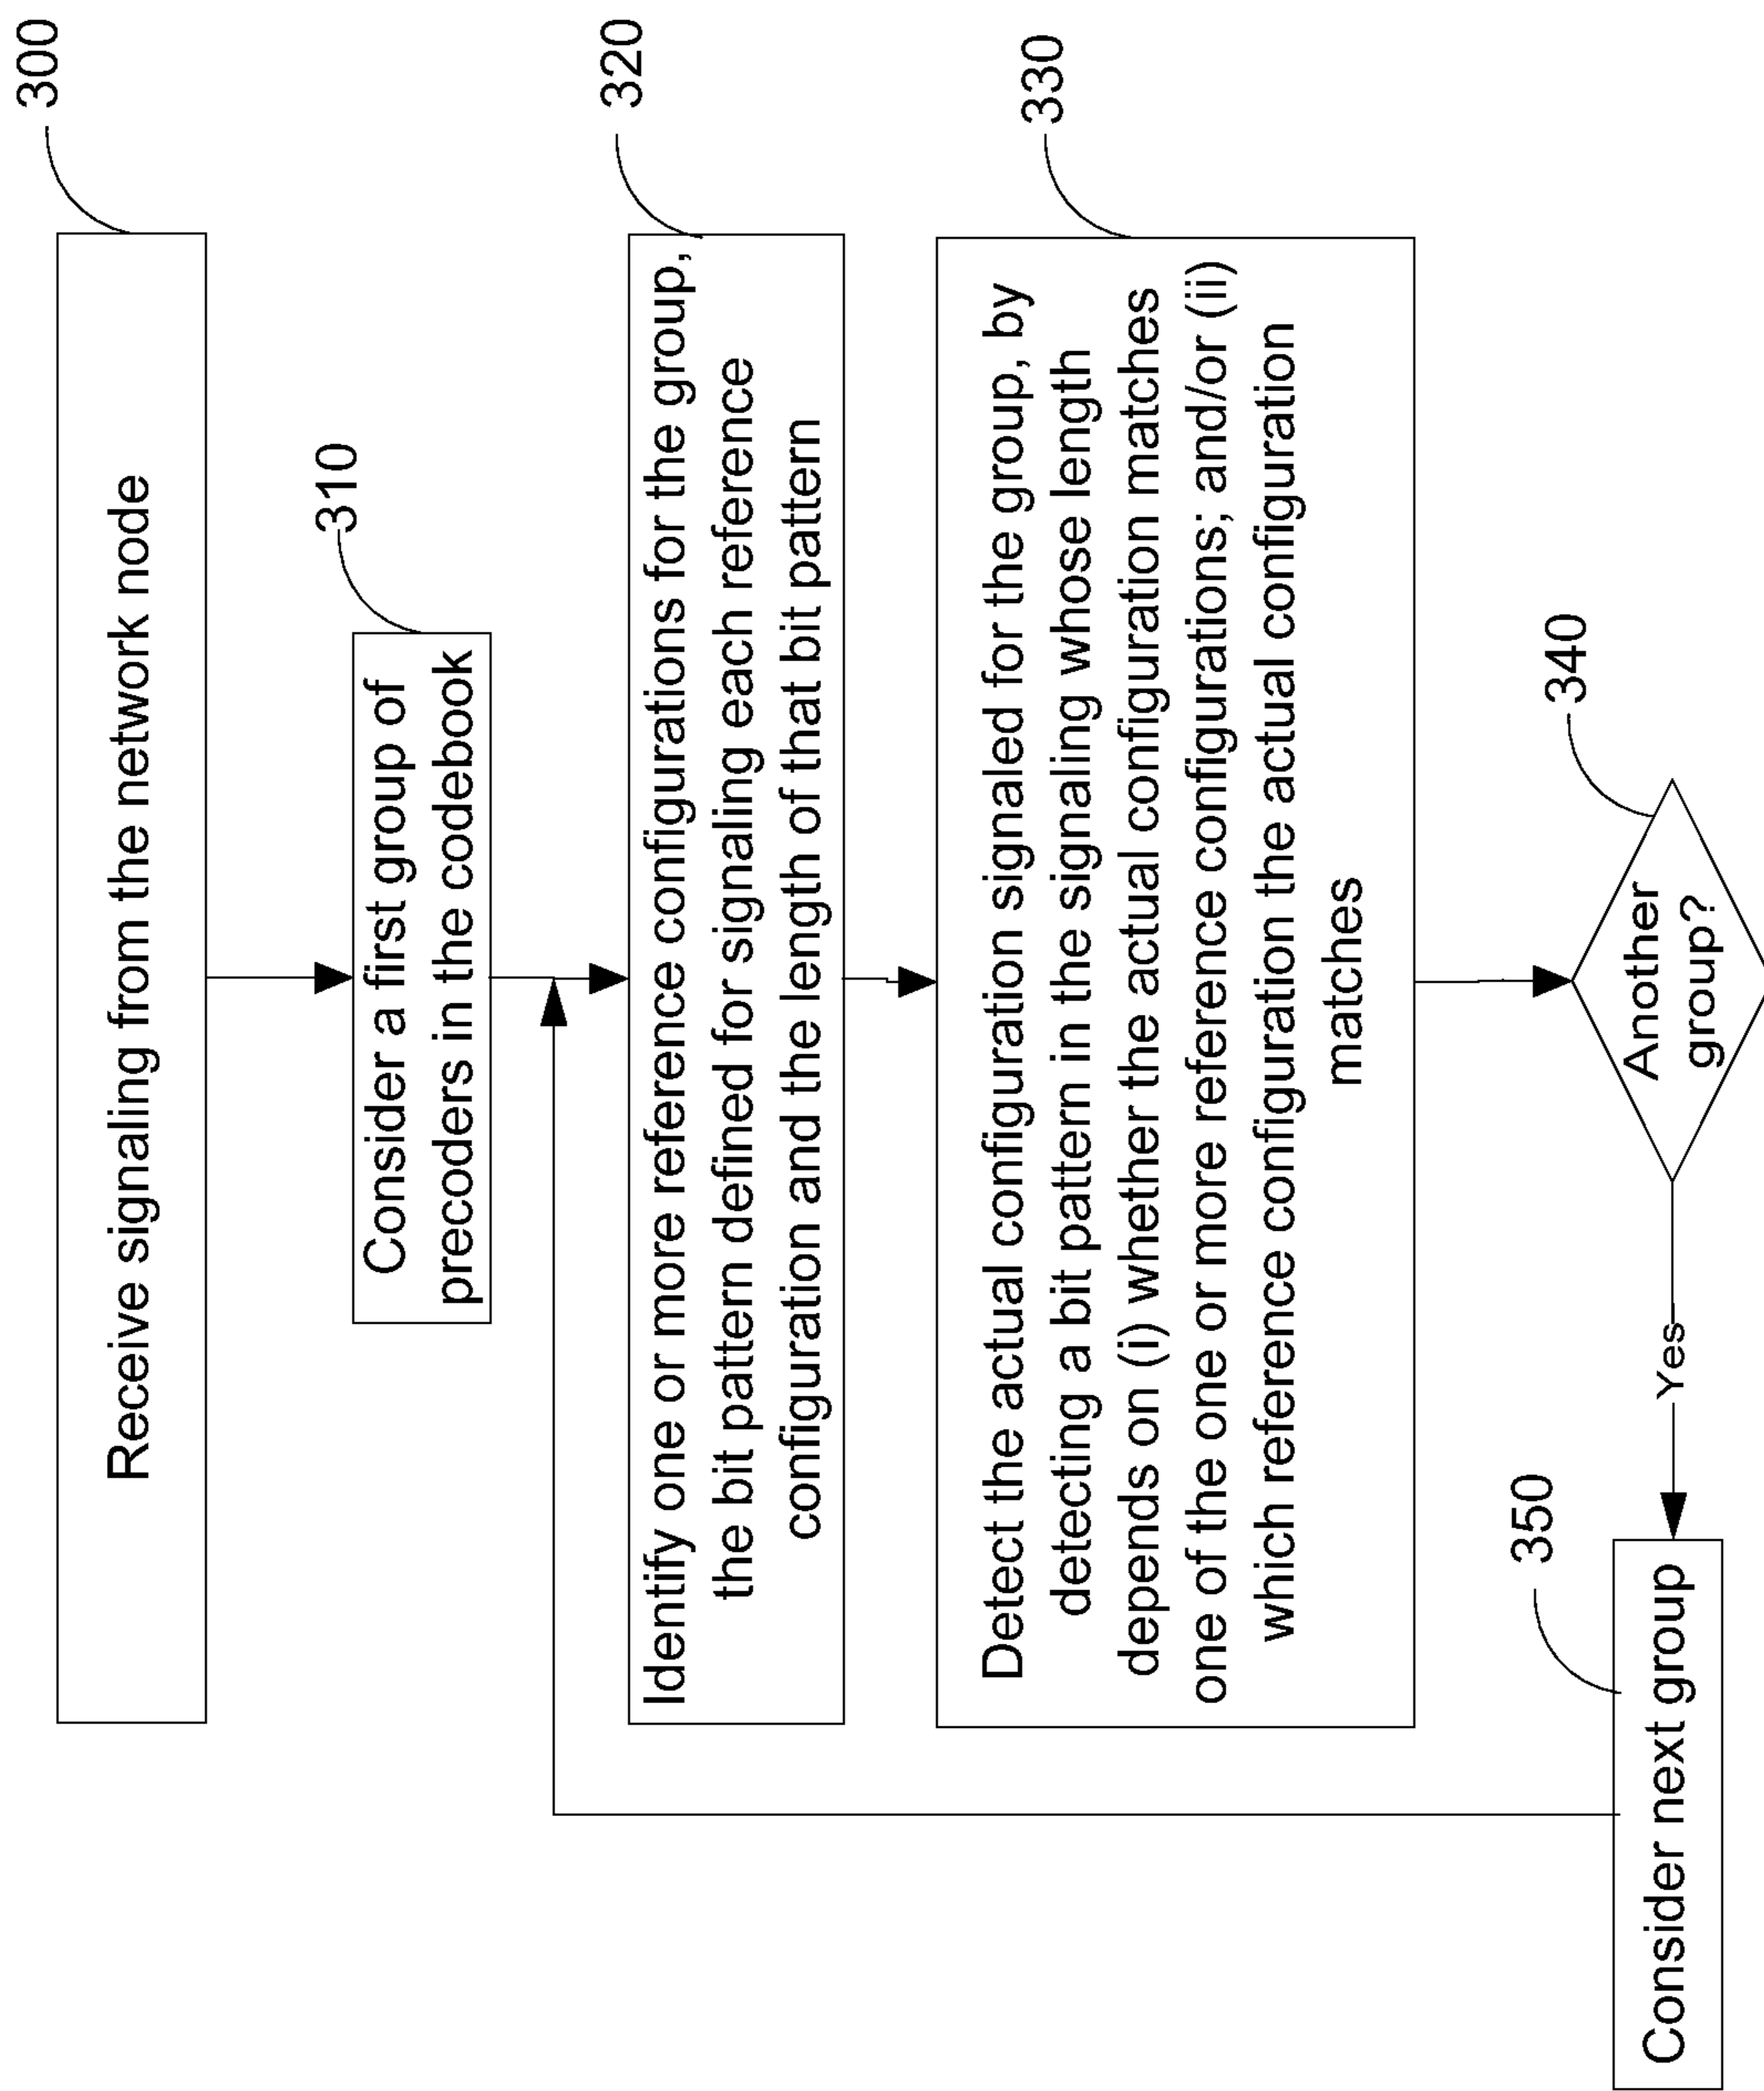 300
Receive signaling from the network node
310
Consider a first group of
precoders in the codebook
320
Identify one or more reference configurations for the group,
the bit pattern defined for signaling each reference
configuration and the length of that bit pattern
330
Detect the actual configuration signaled for the group, by
detecting a bit pattern in the signaling whose length
depends on (i) whether the actual configuration matches
one of the one or more reference configurations; and/or (ii)
which reference configuration the actual configuration
matches
340
Another
group?
Yes
350
Consider next group